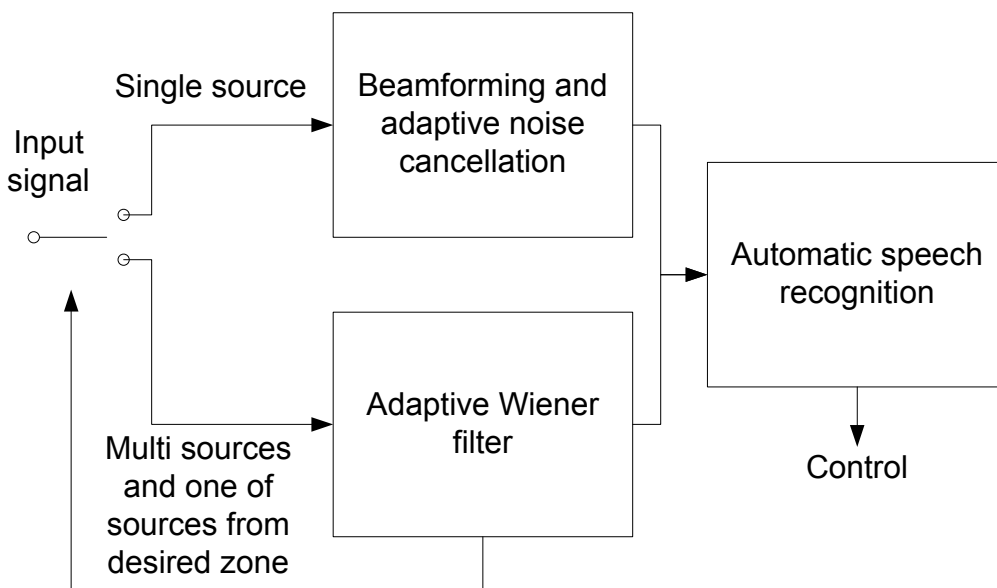 Single source
Input
signal
Beamforming and
adaptive noise
cancellation
Automatic speech
recognition
Adaptive Wiener
filter
Multi sources
and one of
sources from
desired zone
Control